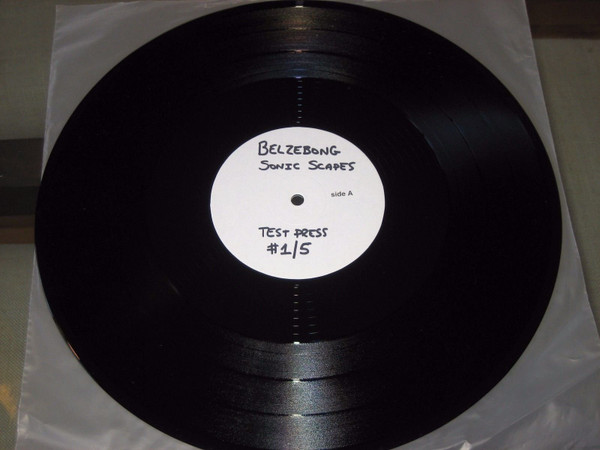 BELZEBONG
SONIC SCAPES
side A
TEST PRESS
#1/5